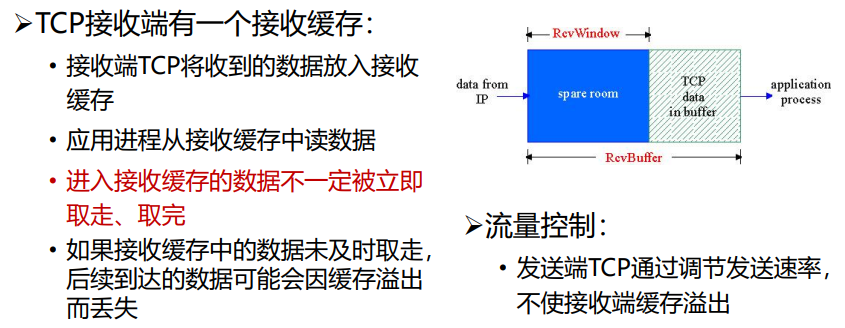 ➢TCP接收端有一个接收缓存：
• 接收端TCP将收到的数据放入接收
缓存
• 应用进程从接收缓存中读数据
• 进入接收缓存的数据不一定被立即
取走、取完
• 如果接收缓存中的数据未及时取走，
后续到达的数据可能会因缓存溢出
而丢失
RcvWindow
data from
IP
spare room
TCP
data
in buffer
application
process
RcvBuffer
➢流量控制：
• 发送端TCP通过调节发送速率，
不使接收端缓存溢出